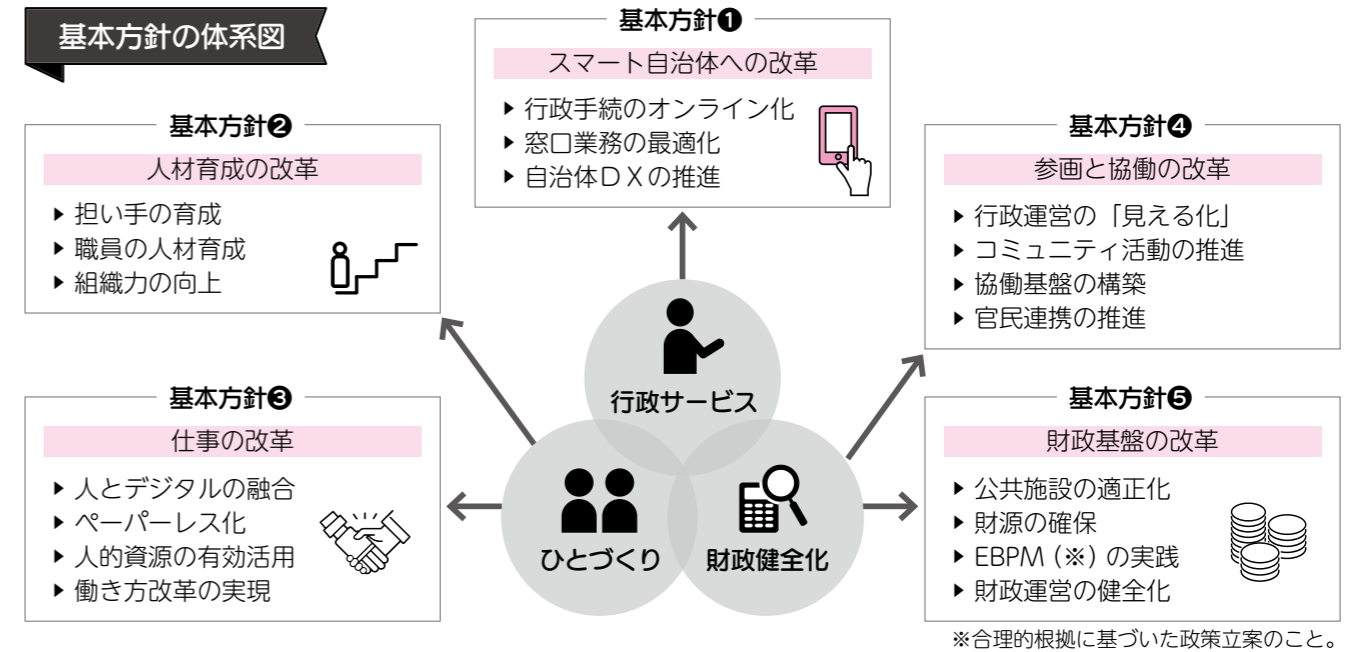 基本方針の体系図
基本方針❶
スマート自治体への改革
▶ 行政手続のオンライン化
▶ 窓口業務の最適化
▶ 自治体ＤＸの推進
基本方針❷
人材育成の改革
▶ 担い手の育成
▶ 職員の人材育成
▶ 組織力の向上
基本方針❹
参画と協働の改革
▶ 行政運営の「見える化」
▶ コミュニティ活動の推進
▶ 協働基盤の構築
▶ 官民連携の推進
行政サービス
ひとづくり
財政健全化
基本方針❸
仕事の改革
▶ 人とデジタルの融合
▶ ペーパーレス化
▶ 人的資源の有効活用
▶ 働き方改革の実現
基本方針❺
財政基盤の改革
▶ 公共施設の適正化
▶ 財源の確保
▶ EBPM（※）の実践
▶ 財政運営の健全化
※合理的根拠に基づいた政策立案のこと。